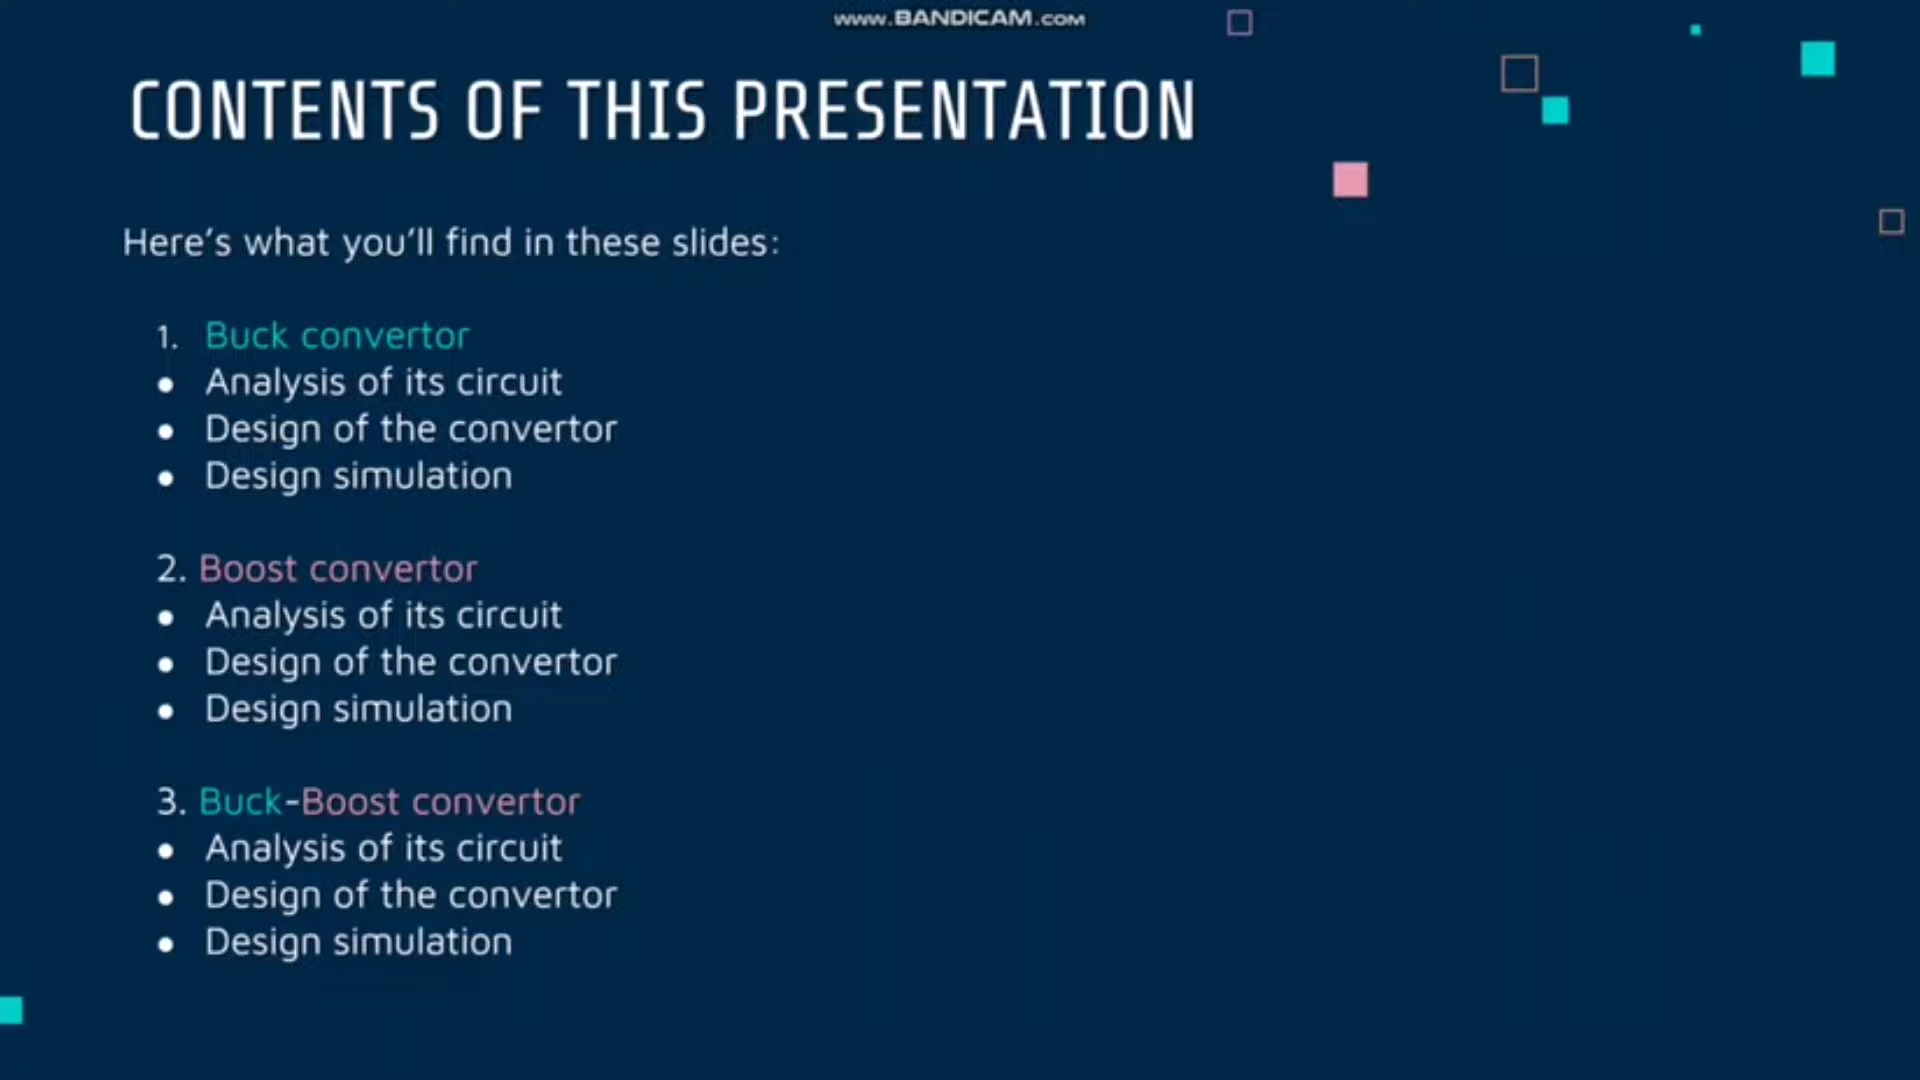 www.BANDICAM.com
CONTENTS OF THIS PRESENTATION
Here’s what you’ll find in these slides:
1. Buck convertor
● Analysis of its circuit
● Design of the convertor
● Design simulation
2. Boost convertor
● Analysis of its circuit
● Design of the convertor
● Design simulation
3. Buck-Boost convertor
● Analysis of its circuit
● Design of the convertor
● Design simulation